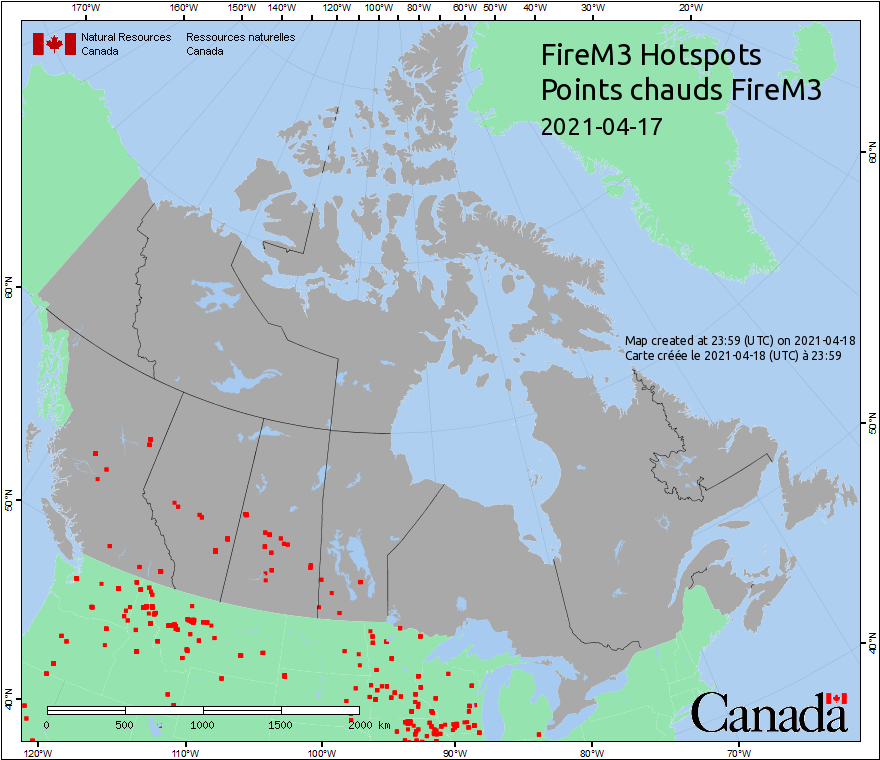 170°W 160°W 150°W 140°W 130°W 120°W 110°W 100°W 90°W 80°W 70°W 60°W 50°W 40°W 30°W 20°W
Natural Resources Ressources naturelles
Canada Canada
FireM3 Hotspots
Points chauds FireM3
2021-04-17
60°N 60°N
Map created at 23:59 (UTC) on 2021-04-18
Carte créée le 2021-04-18 (UTC) à 23:59
50°N 50°N
40°N 40°N
0 500 1000 1500 2000 km
Canada
120°W 110°W 100°W 90°W 80°W 70°W